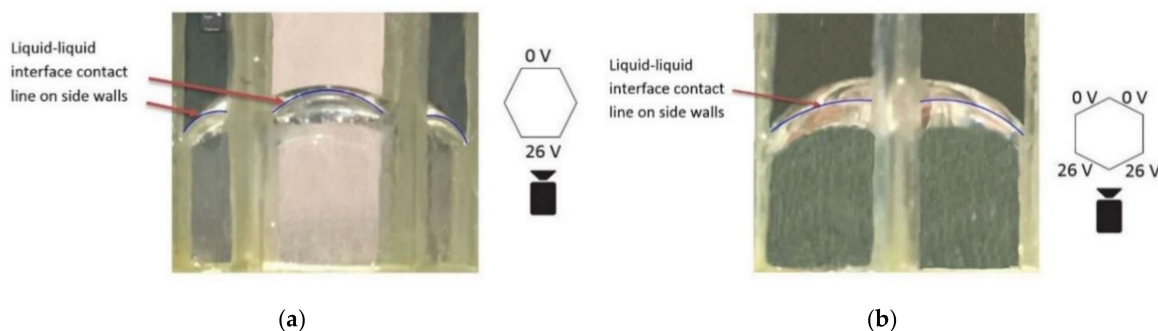 Liquid-liquid
interface contact
line on side walls
0 V
26 V
(a)
Liquid-liquid
interface contact
line on side walls
0 V 0 V
26 V 26 V
(b)